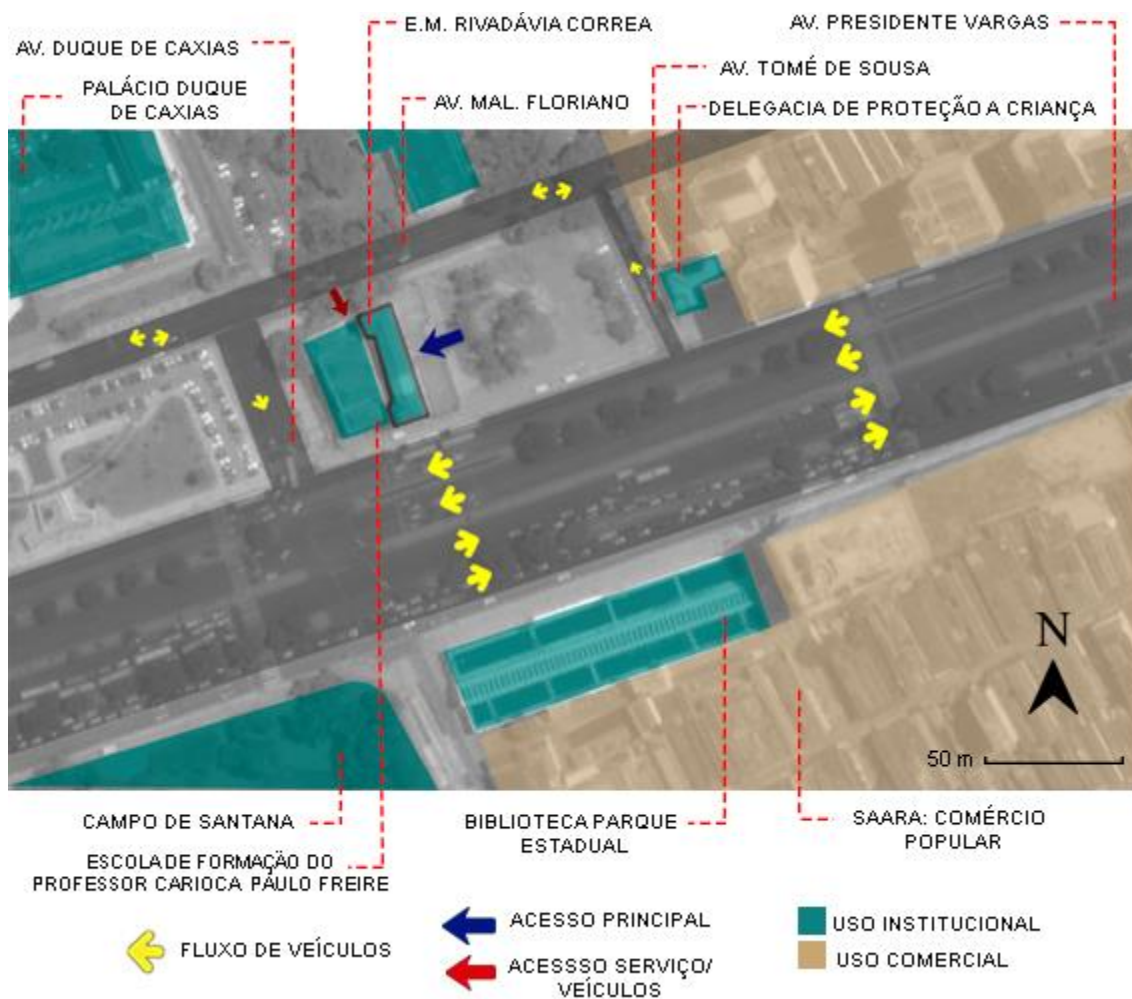 E.M. RIVADÁVIA CORREA
AV. PRESIDENTE VARGAS
AV. DUQUE DE CAXIAS
AV. TOMÉ DE SOUSA
PALÁCIO DUQUE
DE CAXIAS
AV. MAL. FLORIANO
DELEGACIA DE PROTEÇÃO A CRIANÇA
N
50 m
CAMPO DE SANTANA
BIBLIOTECA PARQUE
ESTADUAL
SAARA: COMÉRCIO
POPULAR
ESCOLA DE FORMAÇÃO DO
PROFESSOR CARIOCA PAULO FREIRE
FLUXO DE VEÍCULOS
ACESSO PRINCIPAL
ACESSSO SERVIÇO/
VEÍCULOS
USO INSTITUCIONAL
USO COMERCIAL